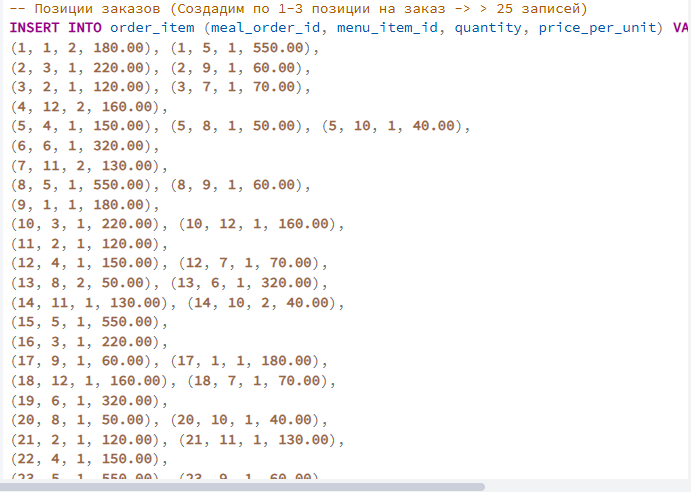 -- Позиции заказов (Создадим по 1-3 позиции на заказ -> > 25 записей)
INSERT INTO order_item (meal_order_id, menu_item_id, quantity, price_per_unit) VA
(1, 1, 2, 180.00), (1, 5, 1, 550.00),
(2, 3, 1, 220.00), (2, 9, 1, 60.00),
(3, 2, 1, 120.00), (3, 7, 1, 70.00),
(4, 12, 2, 160.00),
(5, 4, 1, 150.00), (5, 8, 1, 50.00), (5, 10, 1, 40.00),
(6, 6, 1, 320.00),
(7, 11, 2, 130.00),
(8, 5, 1, 550.00), (8, 9, 1, 60.00),
(9, 1, 1, 180.00),
(10, 3, 1, 220.00), (10, 12, 1, 160.00),
(11, 2, 1, 120.00),
(12, 4, 1, 150.00), (12, 7, 1, 70.00),
(13, 8, 2, 50.00), (13, 6, 1, 320.00),
(14, 11, 1, 130.00), (14, 10, 2, 40.00),
(15, 5, 1, 550.00),
(16, 3, 1, 220.00),
(17, 9, 1, 60.00), (17, 1, 1, 180.00),
(18, 12, 1, 160.00), (18, 7, 1, 70.00),
(19, 6, 1, 320.00),
(20, 8, 1, 50.00), (20, 10, 1, 40.00),
(21, 2, 1, 120.00), (21, 11, 1, 130.00),
(22, 4, 1, 150.00),
(23, 5, 1, 550.00), (23, 9, 1, 60.00)